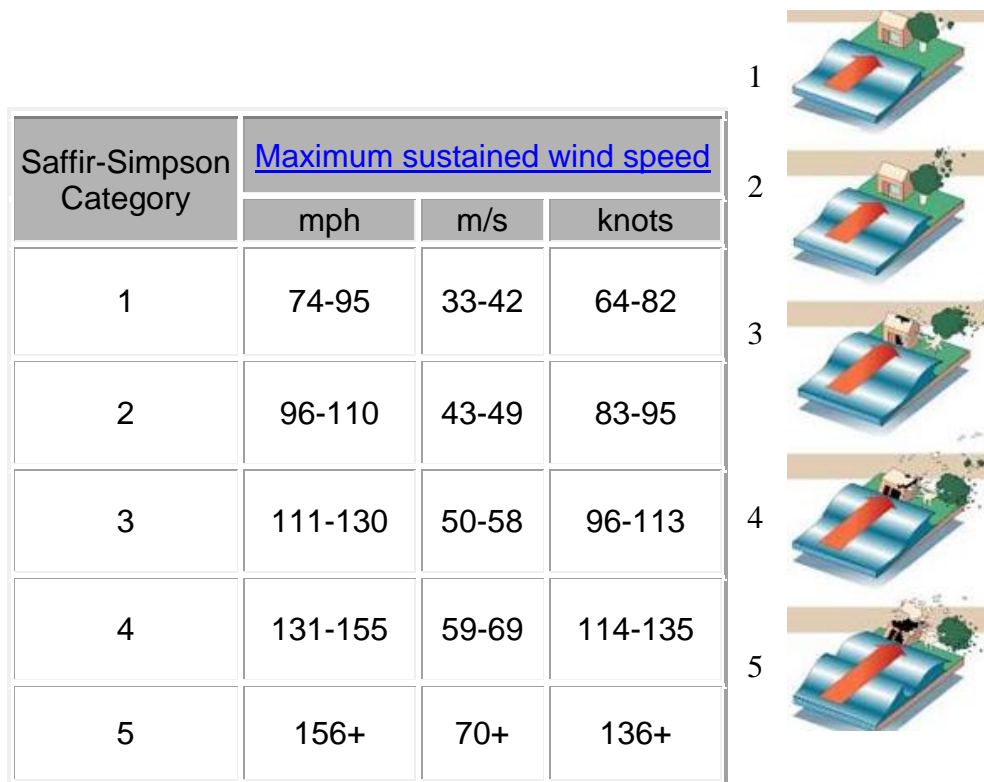 Saffir-Simpson Category
Maximum sustained wind speed
mph m/s knots
1 74-95 33-42 64-82
2 96-110 43-49 83-95
3 111-130 50-58 96-113
4 131-155 59-69 114-135
5 156+ 70+ 136+
1
2
3
4
5